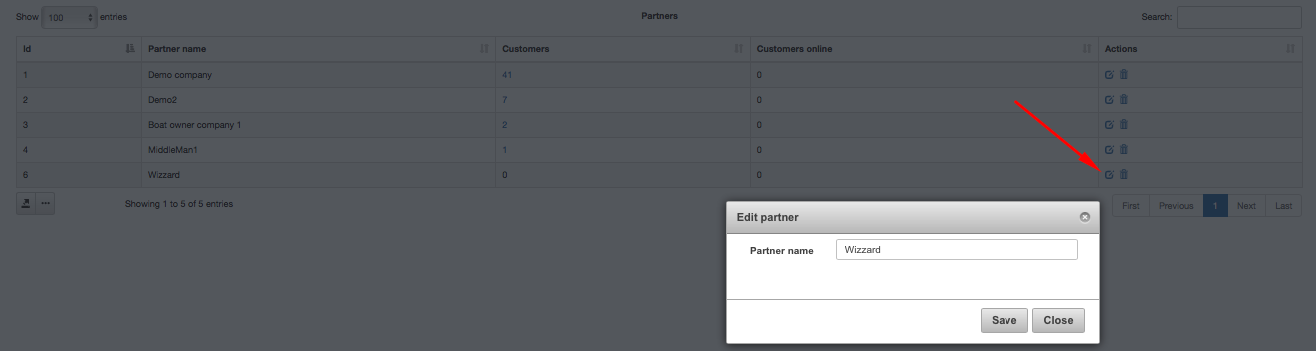 Show 100 entries Partners Search:
Id Partner name Customers Customers online Actions
1 Demo company 41 0
2 Demo2 7 0
3 Boat owner company 1 2 0
4 MiddleMan1 1 0
6 Wizzard 0 0
Showing 1 to 5 of 5 entries First Previous 1 Next Last
Edit partner
Partner name Wizzard
Save Close